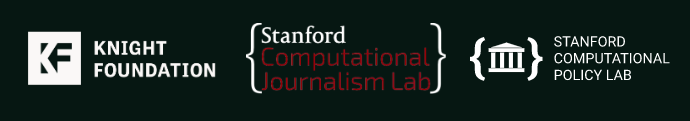 KF
KNIGHT
FOUNDATION
Stanford
Computational
Journalism Lab
STANFORD
COMPUTATIONAL
POLICY LAB